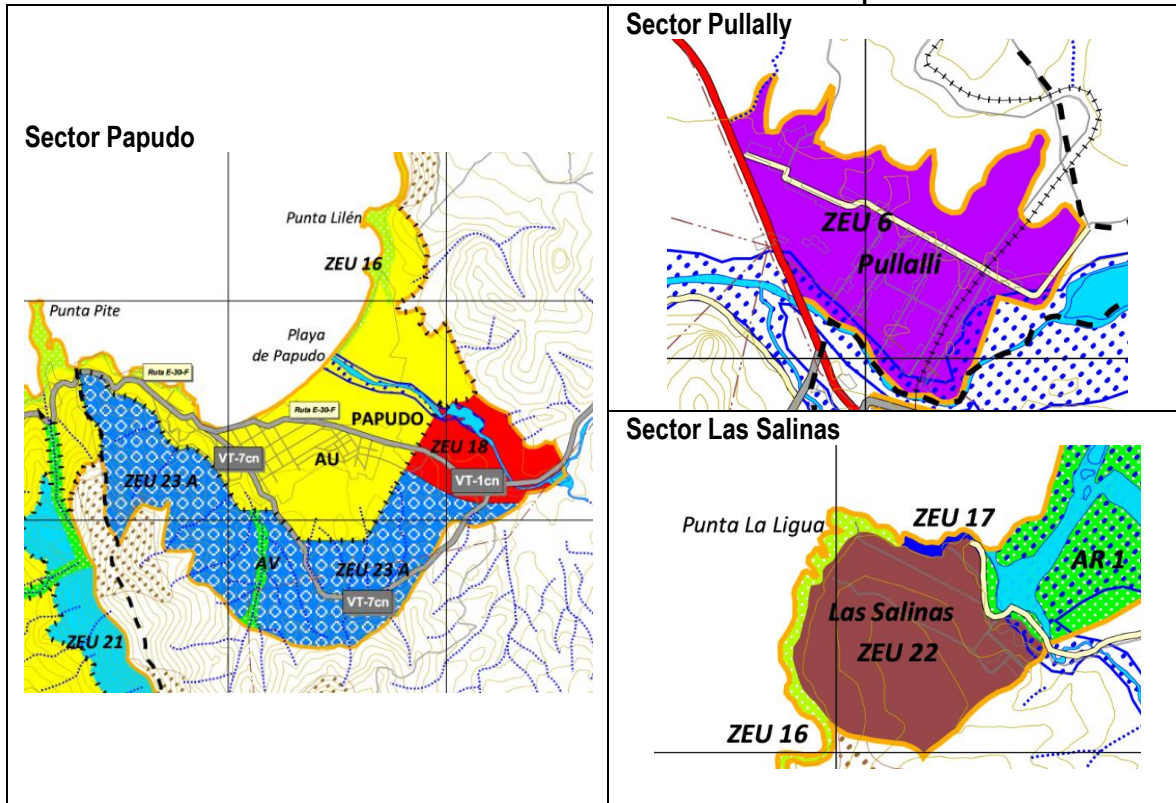 Sector Papudo
Punta Lilén
ZEU 16
Punta Pite
Playa
de Papudo
Ruta E-30-F
Ruta E-30-F
PAPUDO
ZEU 18
VT-7cn
AU
VT-1cn
ZEU 23 A
AV
ZEU 23 A
VT-7cn
ZEU 21
Sector Pullally
ZEU 6
Pullalli
Sector Las Salinas
ZEU 17
Punta La Ligua
AR 1
Las Salinas
ZEU 22
ZEU 16